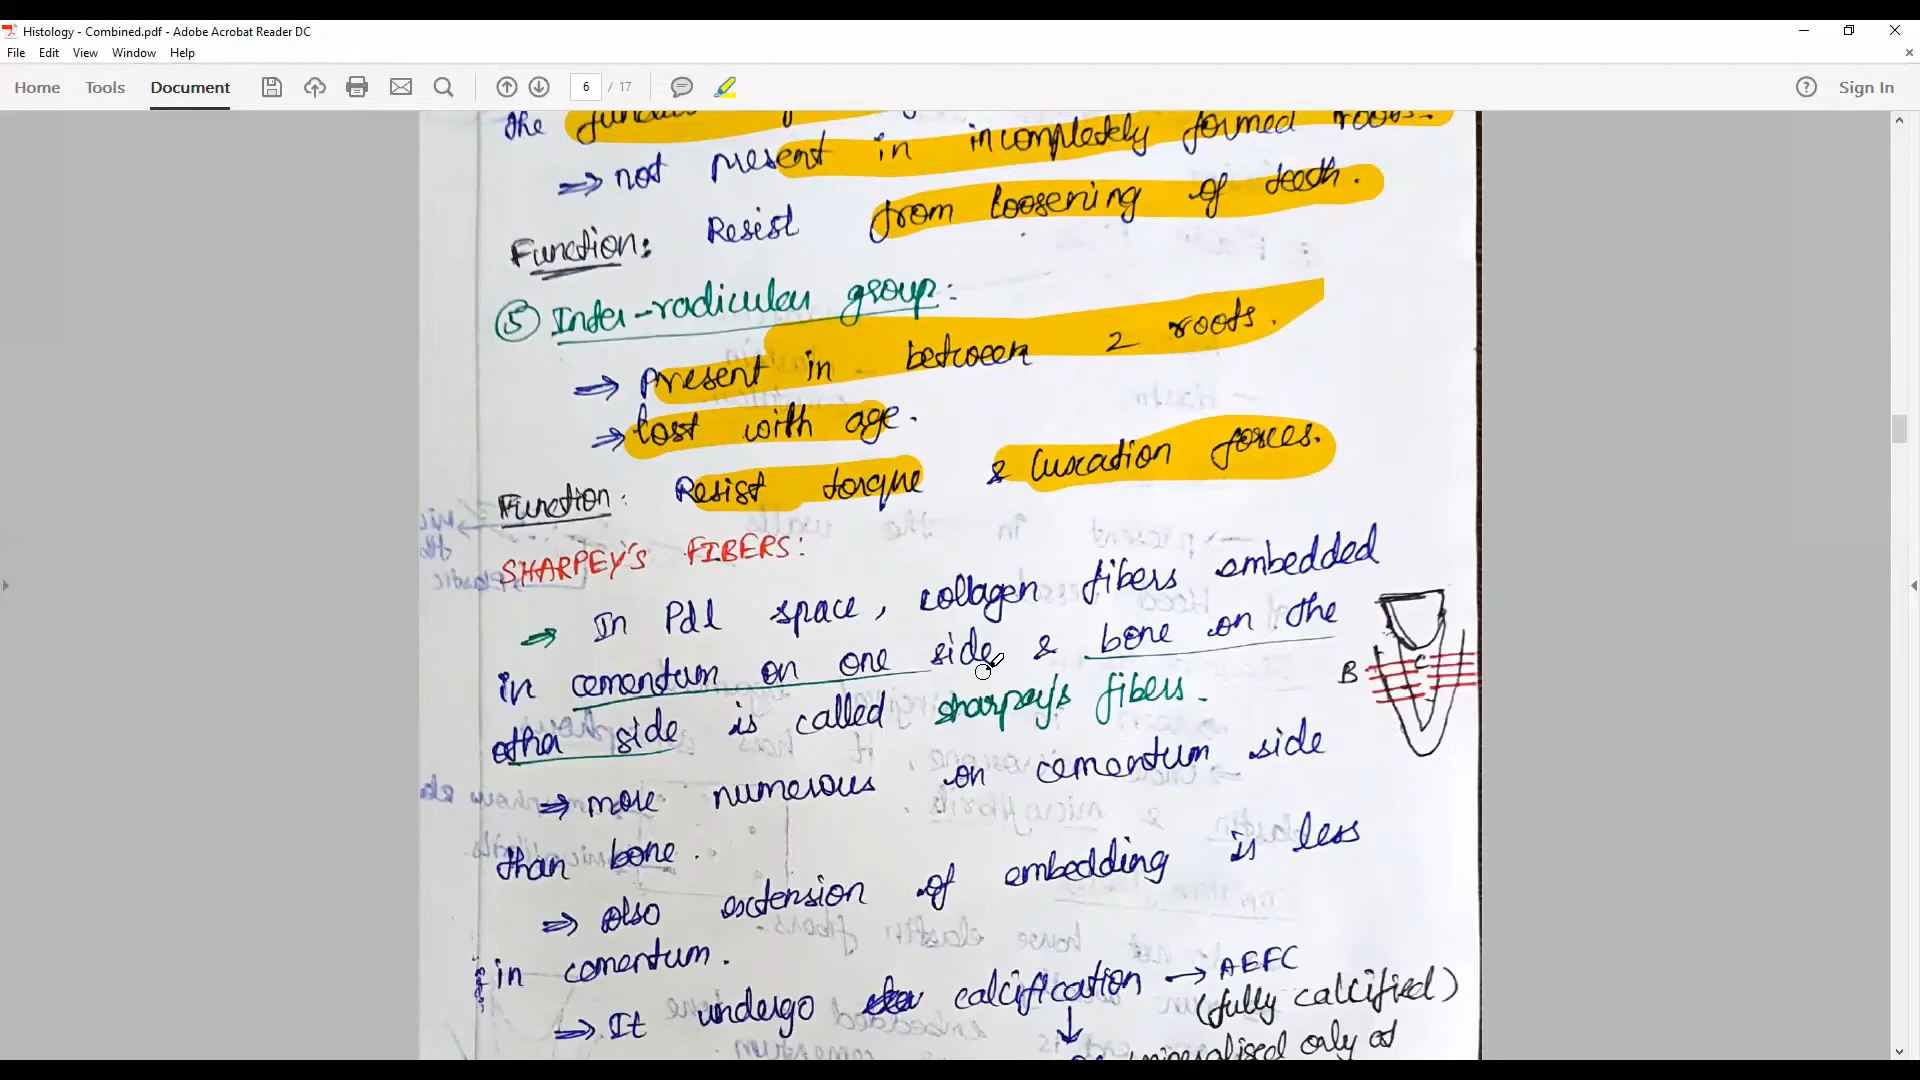 Histology - Combined.pdf - Adobe Acrobat Reader DC
File Edit View Window Help
Home Tools Document 6 / 17 Sign In
the
⇒ not present in incompletely formed roots.
Function: Resist from loosening of teeth.
⑤ Inter-radicular group:
⇒ present in between 2 roots.
⇒ lost with age.
Function: Resist torque & luxation forces.
SHARPEY'S FIBERS:
⇒ In Pdl space, collagen fibers embedded
in cementum on one side & bone on the
other side is called sharpey's fibers.
B C
⇒ more numerous on cementum side
than bone.
⇒ also extension of embedding is less
in cementum.
⇒ It undergo calcification → AEFC
(fully calcified)
only at